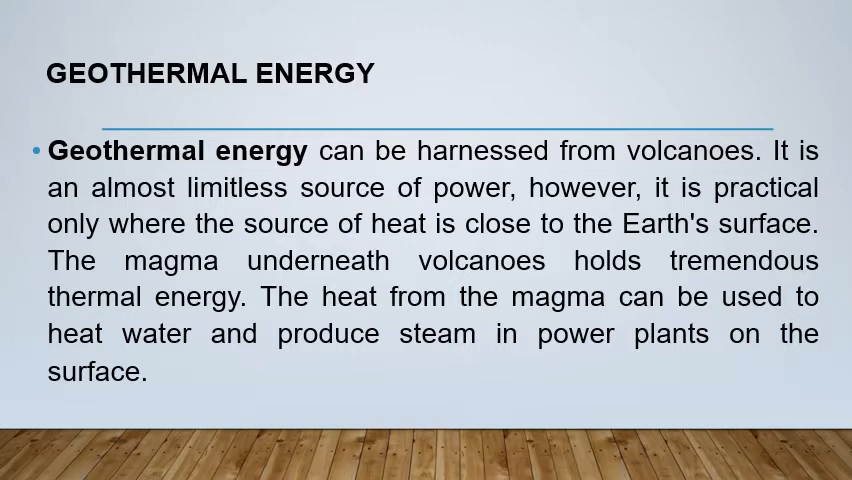 GEOTHERMAL ENERGY
• Geothermal energy can be harnessed from volcanoes. It is
an almost limitless source of power, however, it is practical
only where the source of heat is close to the Earth's surface.
The magma underneath volcanoes holds tremendous
thermal energy. The heat from the magma can be used to
heat water and produce steam in power plants on the
surface.